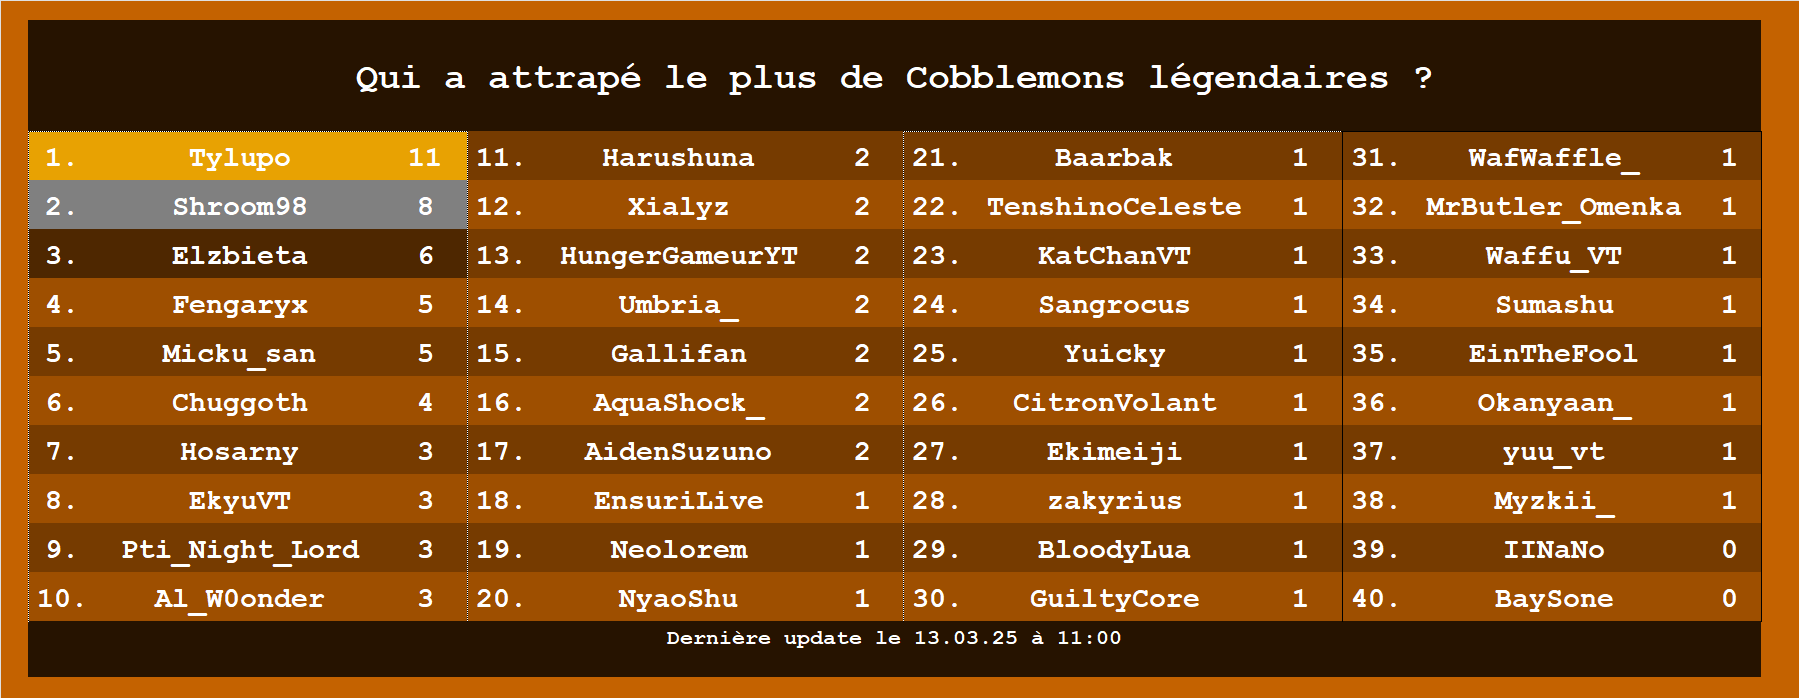 Qui a attrapé le plus de Cobblemons légendaires ?
1. Tylupo 11
2. Shroom98 8
3. Elzbieta 6
4. Fengaryx 5
5. Micku_san 5
6. Chuggoth 4
7. Hosarny 3
8. EkyuVT 3
9. Pti_Night_Lord 3
10. Al_W0onder 3
11. Harushuna 2
12. Xialyz 2
13. HungerGameurYT 2
14. Umbria_ 2
15. Gallifan 2
16. AquaShock_ 2
17. AidenSuzuno 2
18. EnsuriLive 1
19. Neolorem 1
20. NyaoShu 1
21. Baarbak 1
22. TenshinoCeleste 1
23. KatChanVT 1
24. Sangrocus 1
25. Yuicky 1
26. CitronVolant 1
27. Ekimeiji 1
28. zakyrius 1
29. BloodyLua 1
30. GuiltyCore 1
31. WafWaffle_ 1
32. MrButler_Omenka 1
33. Waffu_VT 1
34. Sumashu 1
35. EinTheFool 1
36. Okanyaan_ 1
37. yuu_vt 1
38. Myzkii_ 1
39. IINaNo 0
40. BaySone 0
Dernière update le 13.03.25 à 11:00